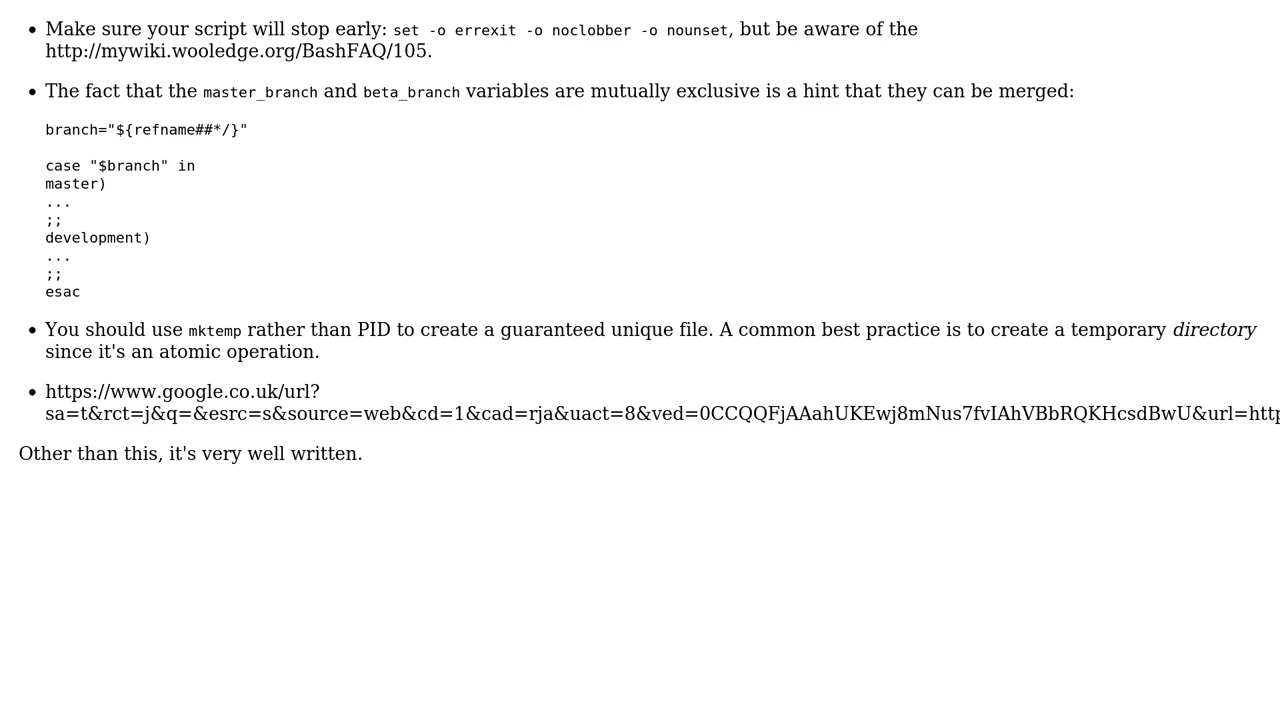 Make sure your script will stop early: set -o errexit -o noclobber -o nounset, but be aware of the
http://mywiki.wooledge.org/BashFAQ/105.
The fact that the master_branch and beta_branch variables are mutually exclusive is a hint that they can be merged:
branch="${refname##*/}"
case "$branch" in
master)
...
;;
development)
...
;;
esac
You should use mktemp rather than PID to create a guaranteed unique file. A common best practice is to create a temporary directory
since it's an atomic operation.
https://www.google.co.uk/url?
sa=t&rct=j&q=&esrc=s&source=web&cd=1&cad=rja&uact=8&ved=0CCQQFjAAahUKEwj8mNus7fvIAhVBbRQKHcsdBwU&url=http
Other than this, it's very well written.